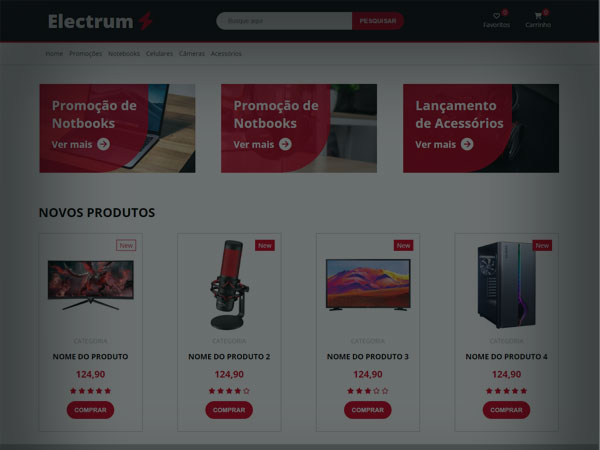 Electrum
Busque aqui
PESQUISAR
Favoritos
Carrinho
Home Promoções Notebooks Celulares Câmeras Acessórios
Promoção de
Notbooks
Ver mais
Promoção de
Notbooks
Ver mais
Lançamento
de Acessórios
Ver mais
NOVOS PRODUTOS
New
New
New
New
CATEGORIA
NOME DO PRODUTO
124,90
COMPRAR
CATEGORIA
NOME DO PRODUTO 2
124,90
COMPRAR
CATEGORIA
NOME DO PRODUTO 3
124,90
COMPRAR
CATEGORIA
NOME DO PRODUTO 4
124,90
COMPRAR